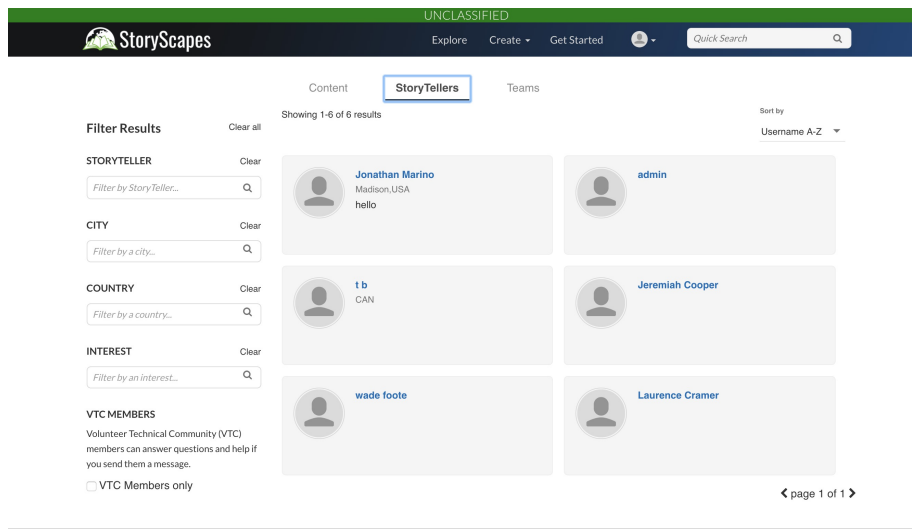 UNCLASSIFIED
StoryScapes
Explore
Create
Get Started
Quick Search
Content
StoryTellers
Teams
Showing 1-6 of 6 results
Sort by
Username A-Z
Filter Results
Clear all
STORYTELLER
Clear
Filter by StoryTeller...
CITY
Clear
Filter by a city...
COUNTRY
Clear
Filter by a country...
INTEREST
Clear
Filter by an interest...
VTC MEMBERS
Volunteer Technical Community (VTC)
members can answer questions and help if
you send them a message.
VTC Members only
Jonathan Marino
Madison,USA
hello
admin
t b
CAN
Jeremiah Cooper
wade foote
Laurence Cramer
page 1 of 1